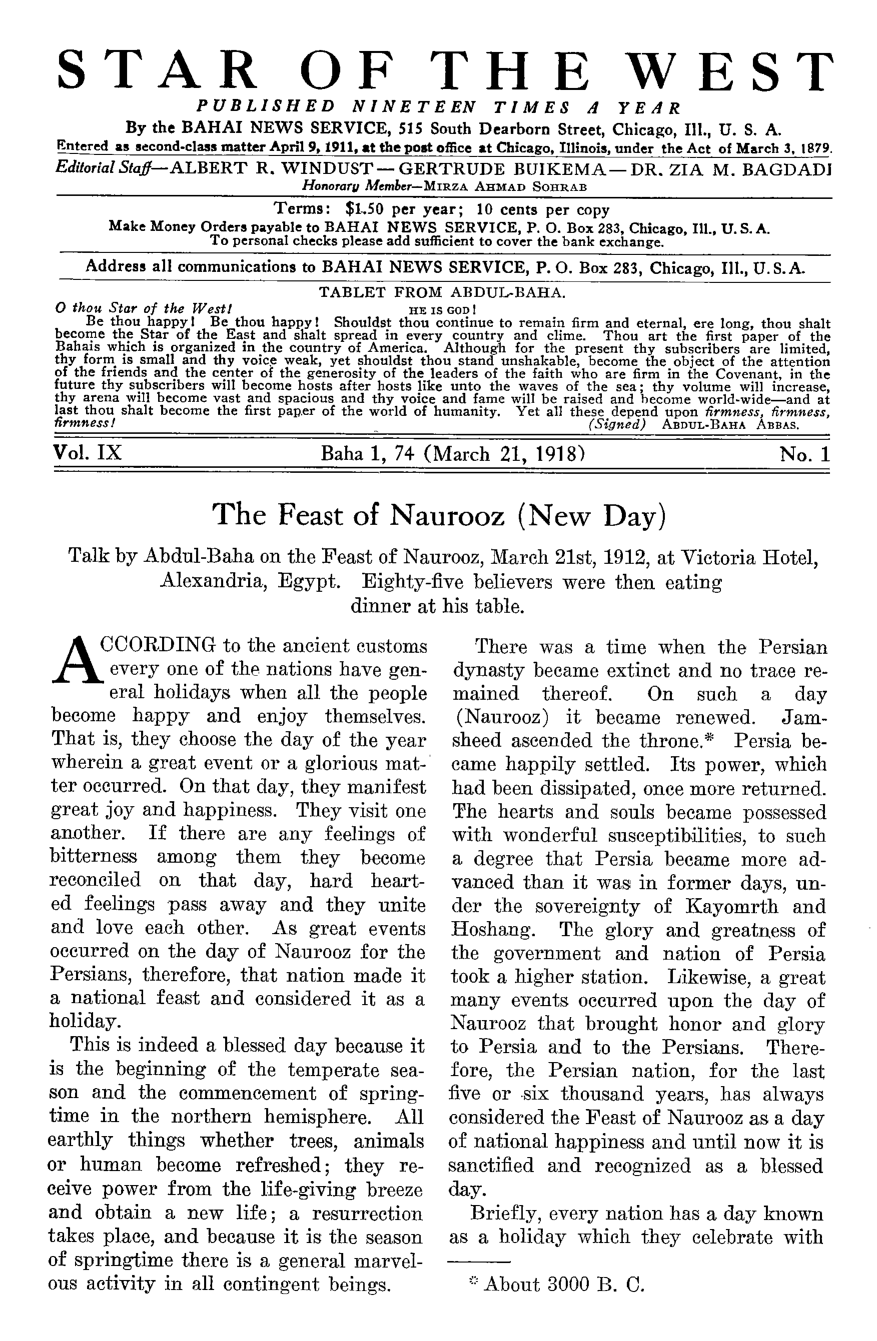 STAR OF THE WEST
PUBLISHED NINETEEN TIMES A YEAR
By the BAHAI NEWS SERVICE, 515 South Dearborn Street, Chicago, Ill., U. S. A.
Entered as second-class matter April 9, 1911, at the post office at Chicago, Illinois, under the Act of March 3, 1879.
Editorial Staff—ALBERT R. WINDUST—GERTRUDE BUIKEMA—DR. ZIA M. BAGDADI
Honorary Member—MIRZA AHMAD SOHRAB
Terms: $1.50 per year; 10 cents per copy
Make Money Orders payable to BAHAI NEWS SERVICE, P. O. Box 283, Chicago, Ill., U. S. A.
To personal checks please add sufficient to cover the bank exchange.
Address all communications to BAHAI NEWS SERVICE, P. O. Box 283, Chicago, Ill., U. S. A.
TABLET FROM ABDUL-BAHA.
O thou Star of the West! HE IS GOD!
Be thou happy! Be thou happy! Shouldst thou continue to remain firm and eternal, ere long, thou shalt
become the Star of the East and shalt spread in every country and clime. Thou art the first paper of the
Bahais which is organized in the country of America. Although for the present thy subscribers are limited,
thy form is small and thy voice weak, yet shouldst thou stand unshakable, become the object of the attention
of the friends and the center of the generosity of the leaders of the faith who are firm in the Covenant, in the
future thy subscribers will become hosts after hosts like unto the waves of the sea; thy volume will increase,
thy arena will become vast and spacious and thy voice and fame will be raised and become world-wide—and at
last thou shalt become the first paper of the world of humanity. Yet all these depend upon firmness, firmness,
firmness! (Signed) ABDUL-BAHA ABBAS.
Vol. IX Baha 1, 74 (March 21, 1918) No. 1
The Feast of Naurooz (New Day)
Talk by Abdul-Baha on the Feast of Naurooz, March 21st, 1912, at Victoria Hotel,
Alexandria, Egypt. Eighty-five believers were then eating
dinner at his table.
ACCORDING to the ancient customs
every one of the nations have gen-
eral holidays when all the people
become happy and enjoy themselves.
That is, they choose the day of the year
wherein a great event or a glorious mat-
ter occurred. On that day, they manifest
great joy and happiness. They visit one
another. If there are any feelings of
bitterness among them they become
reconciled on that day, hard heart-
ed feelings pass away and they unite
and love each other. As great events
occurred on the day of Naurooz for the
Persians, therefore, that nation made it
a national feast and considered it as a
holiday.
This is indeed a blessed day because it
is the beginning of the temperate sea-
son and the commencement of spring-
time in the northern hemisphere. All
earthly things whether trees, animals
or human become refreshed; they re-
ceive power from the life-giving breeze
and obtain a new life; a resurrection
takes place, and because it is the season
of springtime there is a general marvel-
ous activity in all contingent beings.
There was a time when the Persian
dynasty became extinct and no trace re-
mained thereof. On such a day
(Naurooz) it became renewed. Jam-
sheed ascended the throne.* Persia be-
came happily settled. Its power, which
had been dissipated, once more returned.
The hearts and souls became possessed
with wonderful susceptibilities, to such
a degree that Persia became more ad-
vanced than it was in former days, un-
der the sovereignty of Kayomrth and
Hoshang. The glory and greatness of
the government and nation of Persia
took a higher station. Likewise, a great
many events occurred upon the day of
Naurooz that brought honor and glory
to Persia and to the Persians. There-
fore, the Persian nation, for the last
five or six thousand years, has always
considered the Feast of Naurooz as a day
of national happiness and until now it is
sanctified and recognized as a blessed
day.
Briefly, every nation has a day known
as a holiday which they celebrate with
* About 3000 B. C.